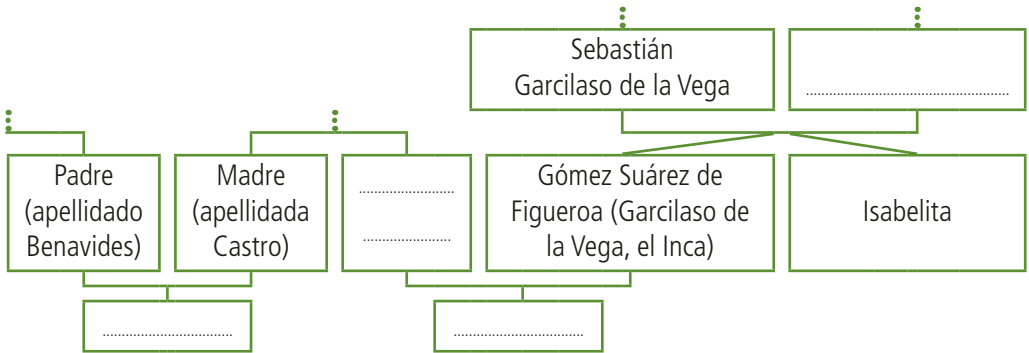 Sebastián
Garcilaso de la Vega
Padre
(apellidado
Benavides)
Madre
(apellidada
Castro)
Gómez Suárez de
Figueroa (Garcilaso de
la Vega, el Inca)
Isabelita